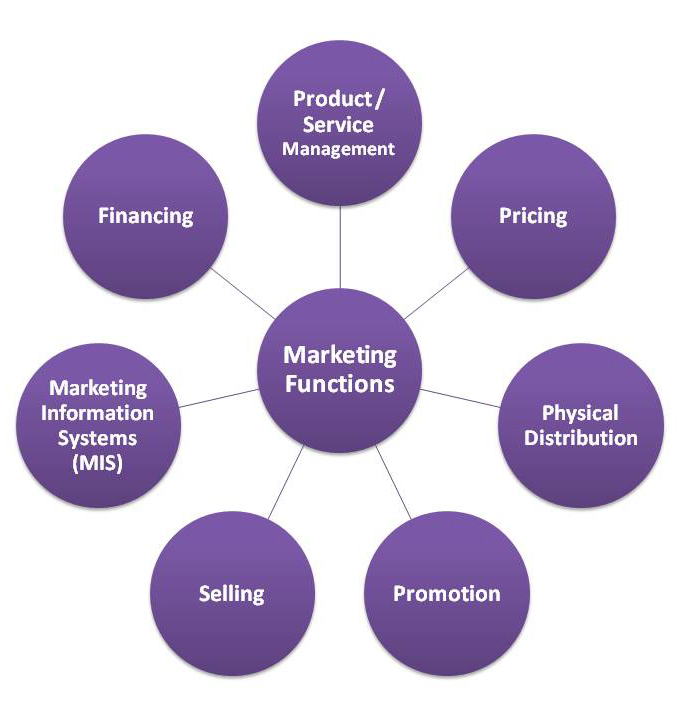 Product/
Service
Management
Financing
Pricing
Marketing
Functions
Marketing
Information
Systems
(MIS)
Physical
Distribution
Selling
Promotion